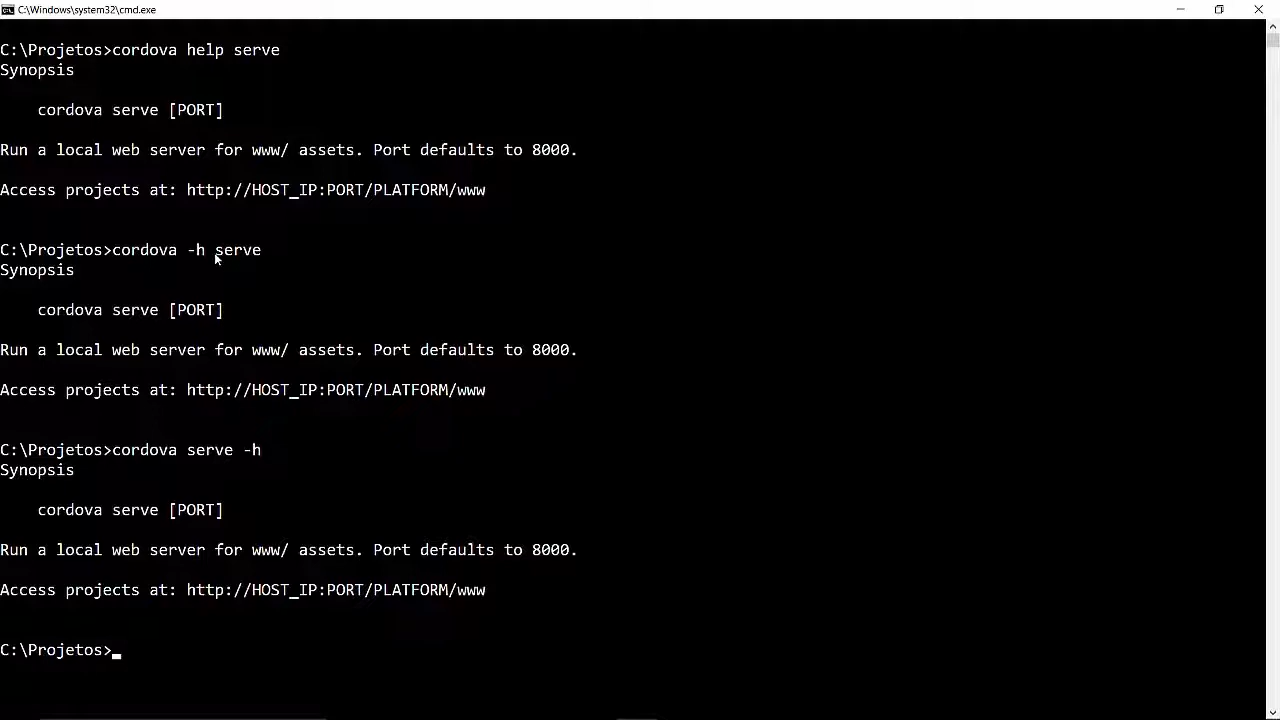 C:\Windows\system32\cmd.exe
C:\Projetos>cordova help serve
Synopsis
cordova serve [PORT]
Run a local web server for www/ assets. Port defaults to 8000.
Access projects at: http://HOST_IP:PORT/PLATFORM/www
C:\Projetos>cordova -h serve
Synopsis
cordova serve [PORT]
Run a local web server for www/ assets. Port defaults to 8000.
Access projects at: http://HOST_IP:PORT/PLATFORM/www
C:\Projetos>cordova serve -h
Synopsis
cordova serve [PORT]
Run a local web server for www/ assets. Port defaults to 8000.
Access projects at: http://HOST_IP:PORT/PLATFORM/www
C:\Projetos>